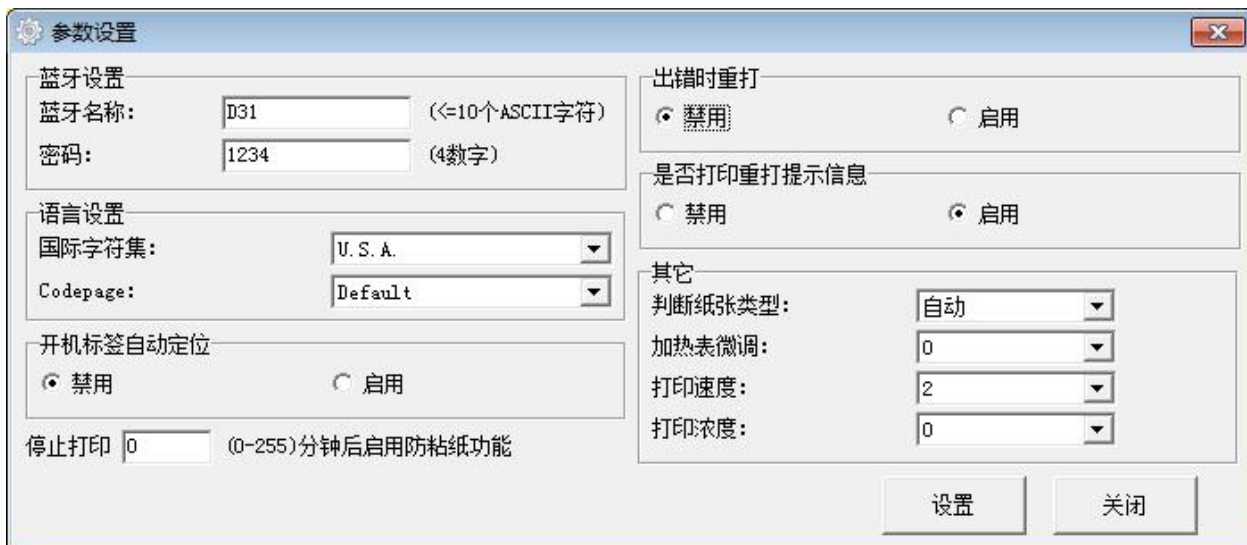 参数设置
蓝牙设置
蓝牙名称: D31 (<=10个ASCII字符)
密码: 1234 (4数字)
语言设置
国际字符集: U.S.A.
Codepage: Default
开机标签自动定位
禁用 启用
停止打印 0 (0-255)分钟后启用防粘纸功能
出错时重打
禁用 启用
是否打印重打提示信息
禁用 启用
其它
判断纸张类型: 自动
加热表微调: 0
打印速度: 2
打印浓度: 0
设置 关闭